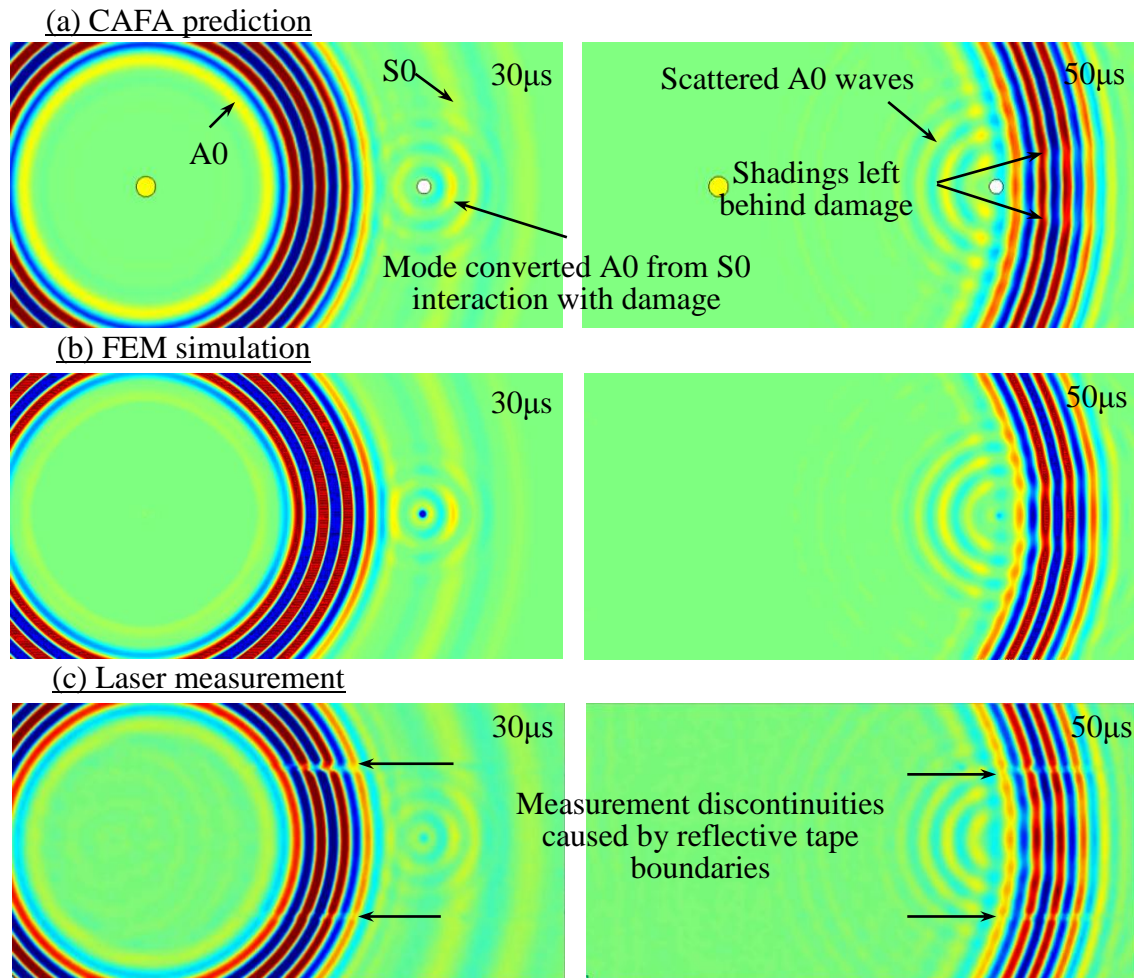 (a) CAFA prediction
S0
30μs
A0
Mode converted A0 from S0
interaction with damage
Scattered A0 waves
50μs
Shadings left
behind damage
(b) FEM simulation
30μs
50μs
(c) Laser measurement
30μs
50μs
Measurement discontinuities
caused by reflective tape
boundaries